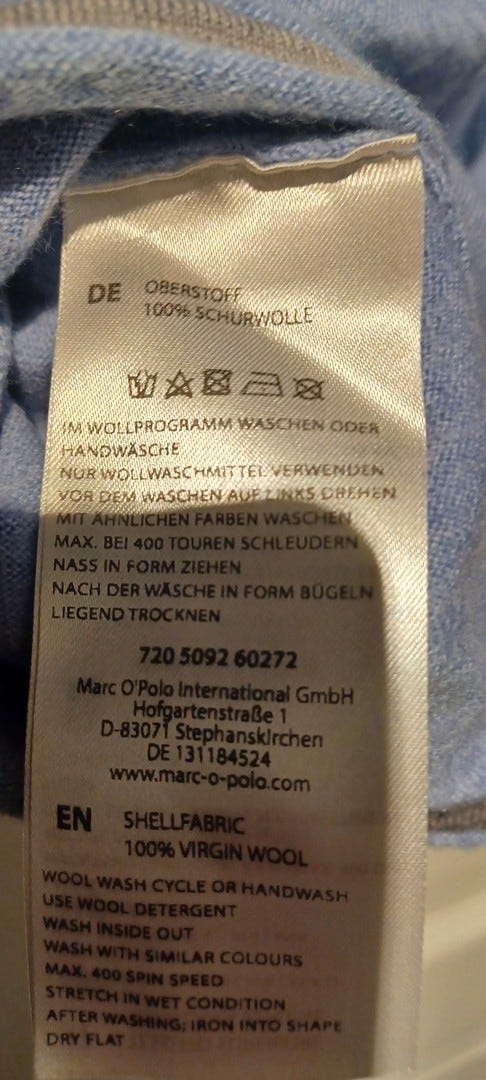 DE OBERSTOFF
100% SCHURWOLLE
IM WOLLPROGRAMM WASCHEN ODER
HANDWÄSCHE
NUR WOLLWASCHMITTEL VERWENDEN
VOR DEM WASCHEN AUF LINKS DREHEN
MIT ÄHNLICHEN FARBEN WASCHEN
MAX. BEI 400 TOUREN SCHLEUDERN
NASS IN FORM ZIEHEN
NACH DER WÄSCHE IN FORM BÜGELN
LIEGEND TROCKNEN
720 5092 60272
Marc O'Polo International GmbH
Hofgartenstraße 1
D-83071 Stephanskirchen
DE 131184524
www.marc-o-polo.com
EN SHELLFABRIC
100% VIRGIN WOOL
WOOL WASH CYCLE OR HANDWASH
USE WOOL DETERGENT
WASH INSIDE OUT
WASH WITH SIMILAR COLOURS
MAX. 400 SPIN SPEED
STRETCH IN WET CONDITION
AFTER WASHING; IRON INTO SHAPE
DRY FLAT